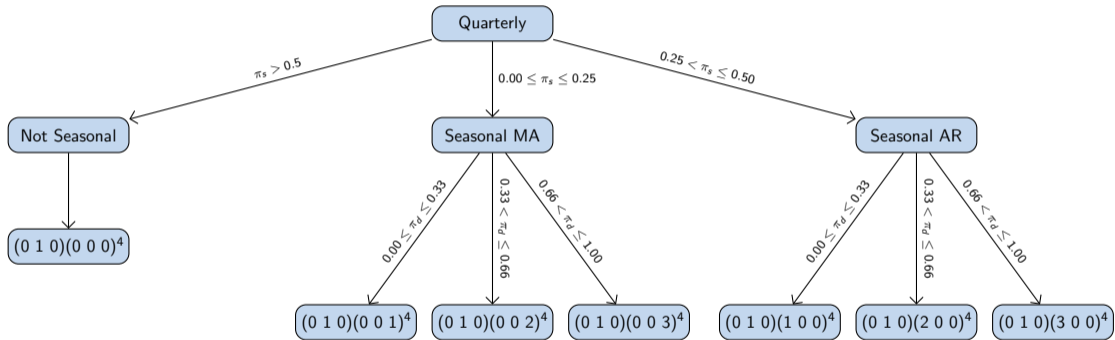 Quarterly
π_s > 0.5
0.00 ≤ π_s ≤ 0.25
0.25 < π_s ≤ 0.50
Not Seasonal
Seasonal MA
Seasonal AR
0.00 ≤ π_d ≤ 0.33
0.33 < π_d ≤ 0.66
0.66 < π_d ≤ 1.00
0.00 ≤ π_d ≤ 0.33
0.33 < π_d ≤ 0.66
0.66 < π_d ≤ 1.00
(0 1 0)(0 0 0)⁴
(0 1 0)(0 0 1)⁴
(0 1 0)(0 0 2)⁴
(0 1 0)(0 0 3)⁴
(0 1 0)(1 0 0)⁴
(0 1 0)(2 0 0)⁴
(0 1 0)(3 0 0)⁴